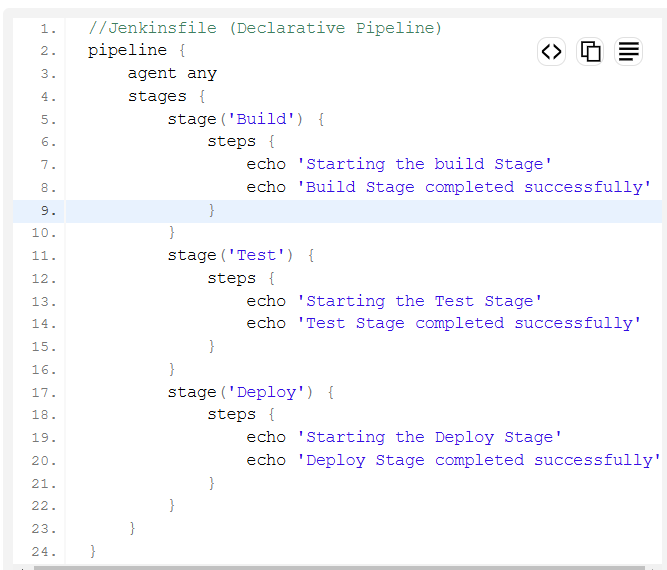 1. //Jenkinsfile (Declarative Pipeline)
2. pipeline {
3.     agent any
4.     stages {
5.         stage('Build') {
6.             steps {
7.                 echo 'Starting the build Stage'
8.                 echo 'Build Stage completed successfully'
9.             }
10.         }
11.         stage('Test') {
12.             steps {
13.                 echo 'Starting the Test Stage'
14.                 echo 'Test Stage completed successfully'
15.             }
16.         }
17.         stage('Deploy') {
18.             steps {
19.                 echo 'Starting the Deploy Stage'
20.                 echo 'Deploy Stage completed successfully'
21.             }
22.         }
23.     }
24. }